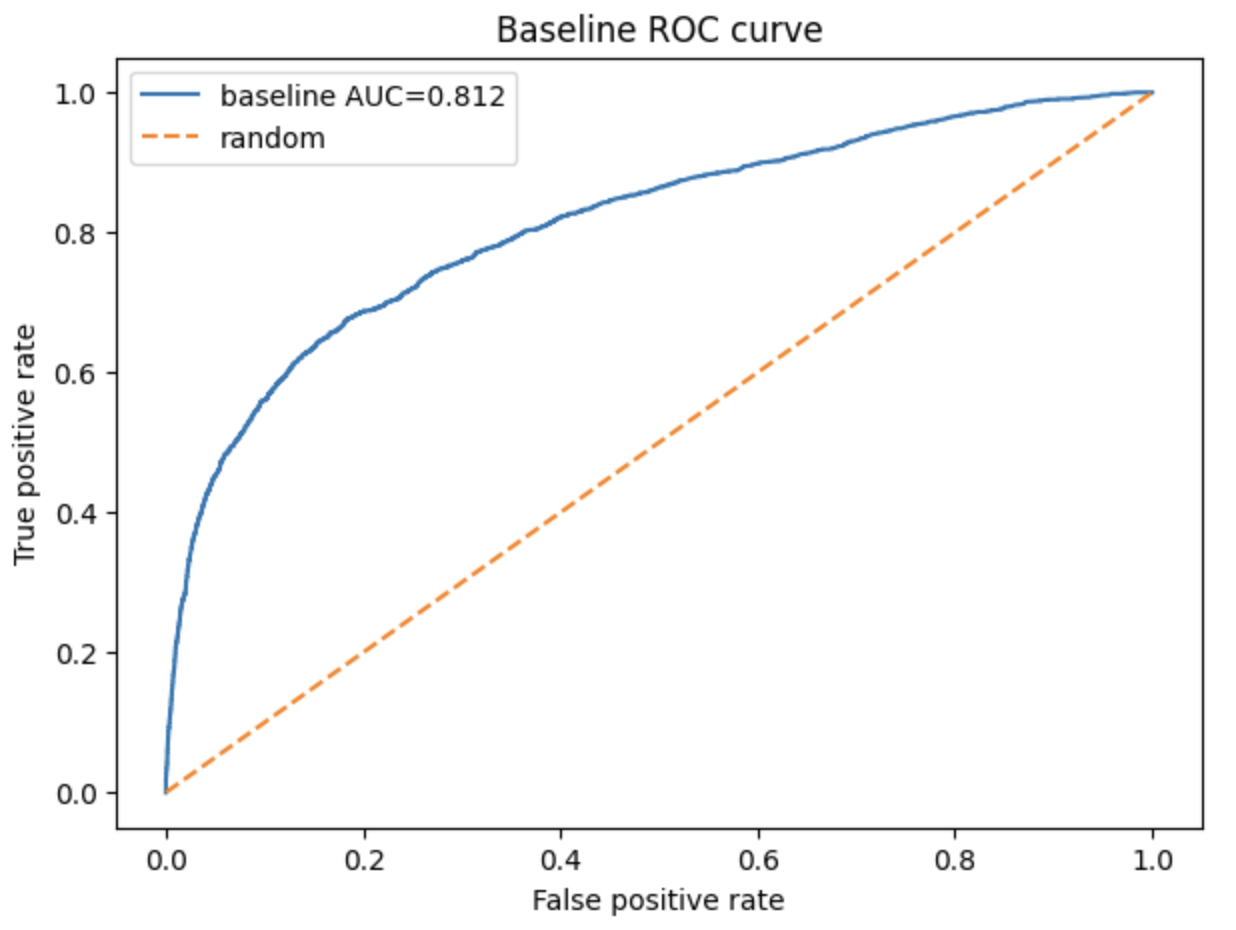 Baseline ROC curve
baseline AUC=0.812
random
1.0
0.8
0.6
0.4
0.2
0.0
True positive rate
0.0 0.2 0.4 0.6 0.8 1.0
False positive rate